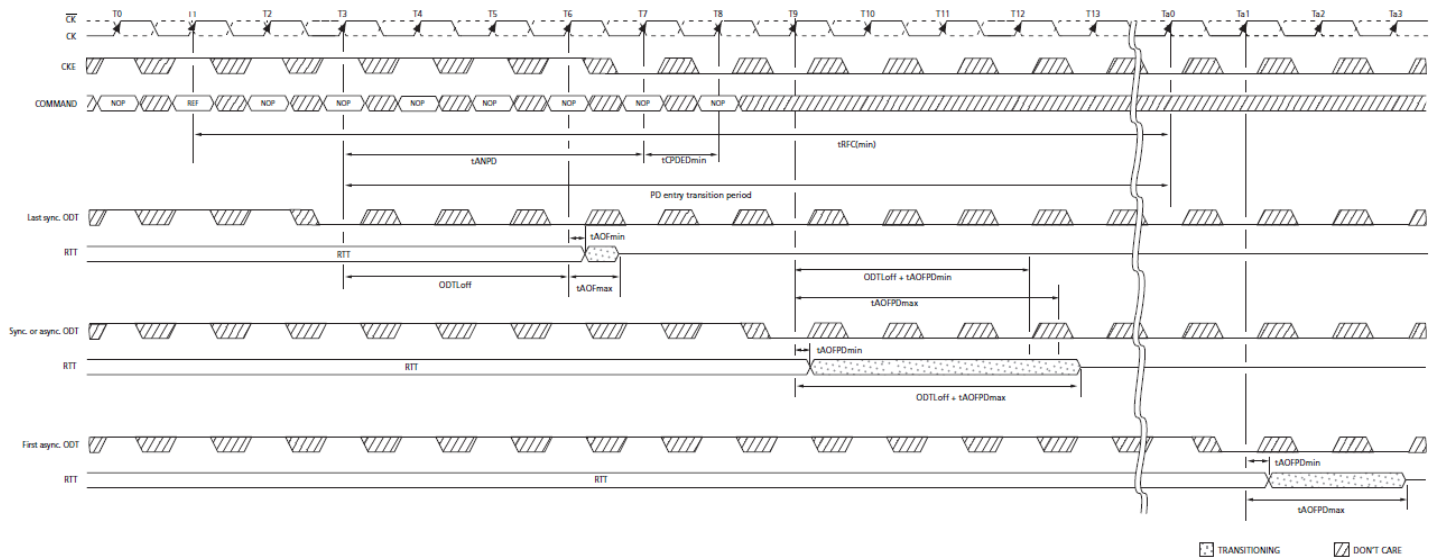 T0 T1 T2 T3 T4 T5 T6 T7 T8 T9 T10 T11 T12 T13 Ta0 Ta1 Ta2 Ta3
CK
CK
CKE
COMMAND NOP REF NOP NOP NOP NOP NOP NOP NOP
tRFC(min)
tANPD tCPDEDmin
PD entry transition period
Last sync. ODT
tAOFmin
RTT RTT
ODTLoff + tAOFPDmin
ODTLoff tAOFmax
tAOFPDmax
Sync. or async. ODT
tAOFPDmin
RTT RTT
ODTLoff + tAOFPDmax
First async. ODT
tAOFPDmin
RTT RTT
tAOFPDmax
TRANSITIONING DON'T CARE